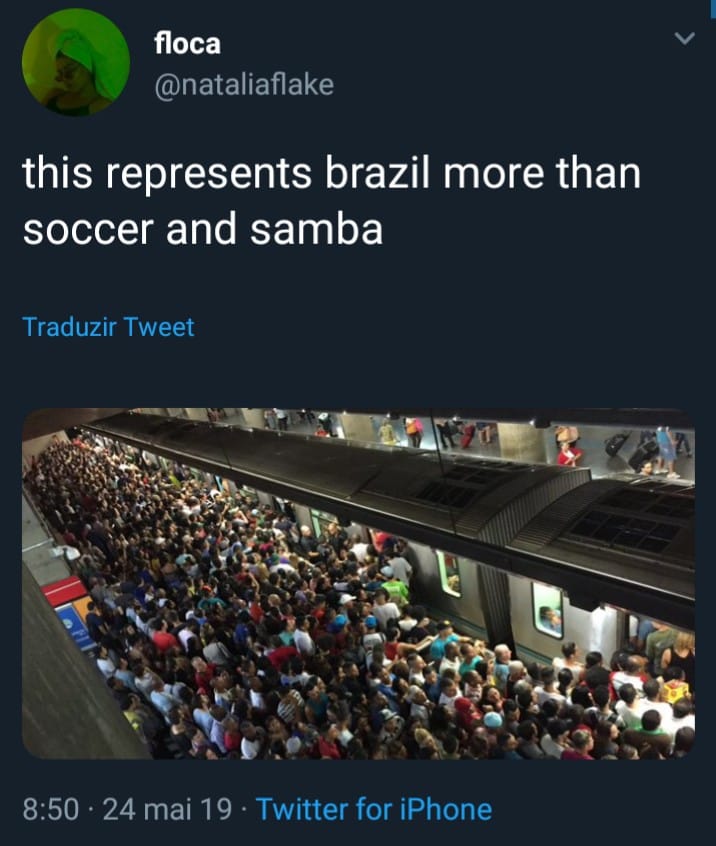 floca
@nataliaflake
this represents brazil more than
soccer and samba
Traduzir Tweet
8:50 · 24 mai 19 · Twitter for iPhone